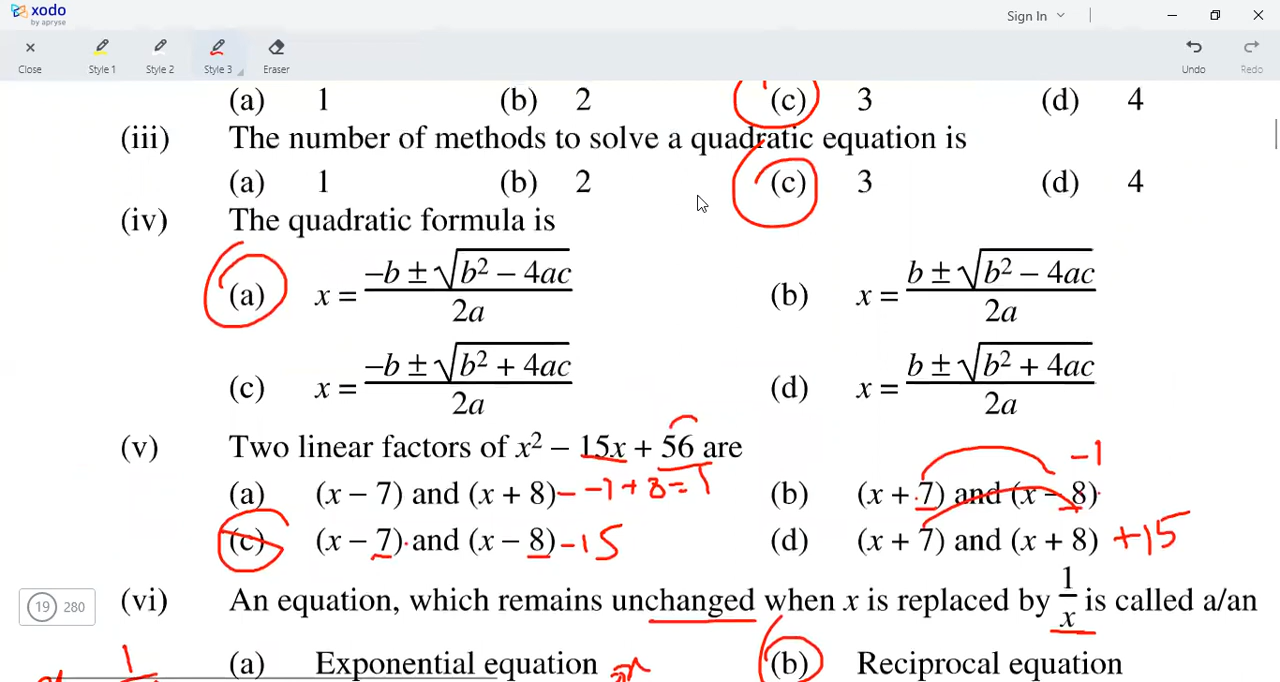 xodo
by apryse
Sign In
Close Style 1 Style 2 Style 3 Eraser Undo Redo
(a) 1 (b) 2 (c) 3 (d) 4
(iii) The number of methods to solve a quadratic equation is
(a) 1 (b) 2 (c) 3 (d) 4
(iv) The quadratic formula is
(a) x = (–b ± √(b² – 4ac))/2a (b) x = (b ± √(b² – 4ac))/2a
(c) x = (–b ± √(b² + 4ac))/2a (d) x = (b ± √(b² + 4ac))/2a
-1
(v) Two linear factors of x² – 15x + 56 are
(a) (x – 7) and (x + 8) (b) (x + 7) and (x – 8)
(c) (x – 7) and (x – 8) -15 (d) (x + 7) and (x + 8) +15
19 280 (vi) An equation, which remains unchanged when x is replaced by 1/x is called a/an
(a) Exponential equation (b) Reciprocal equation